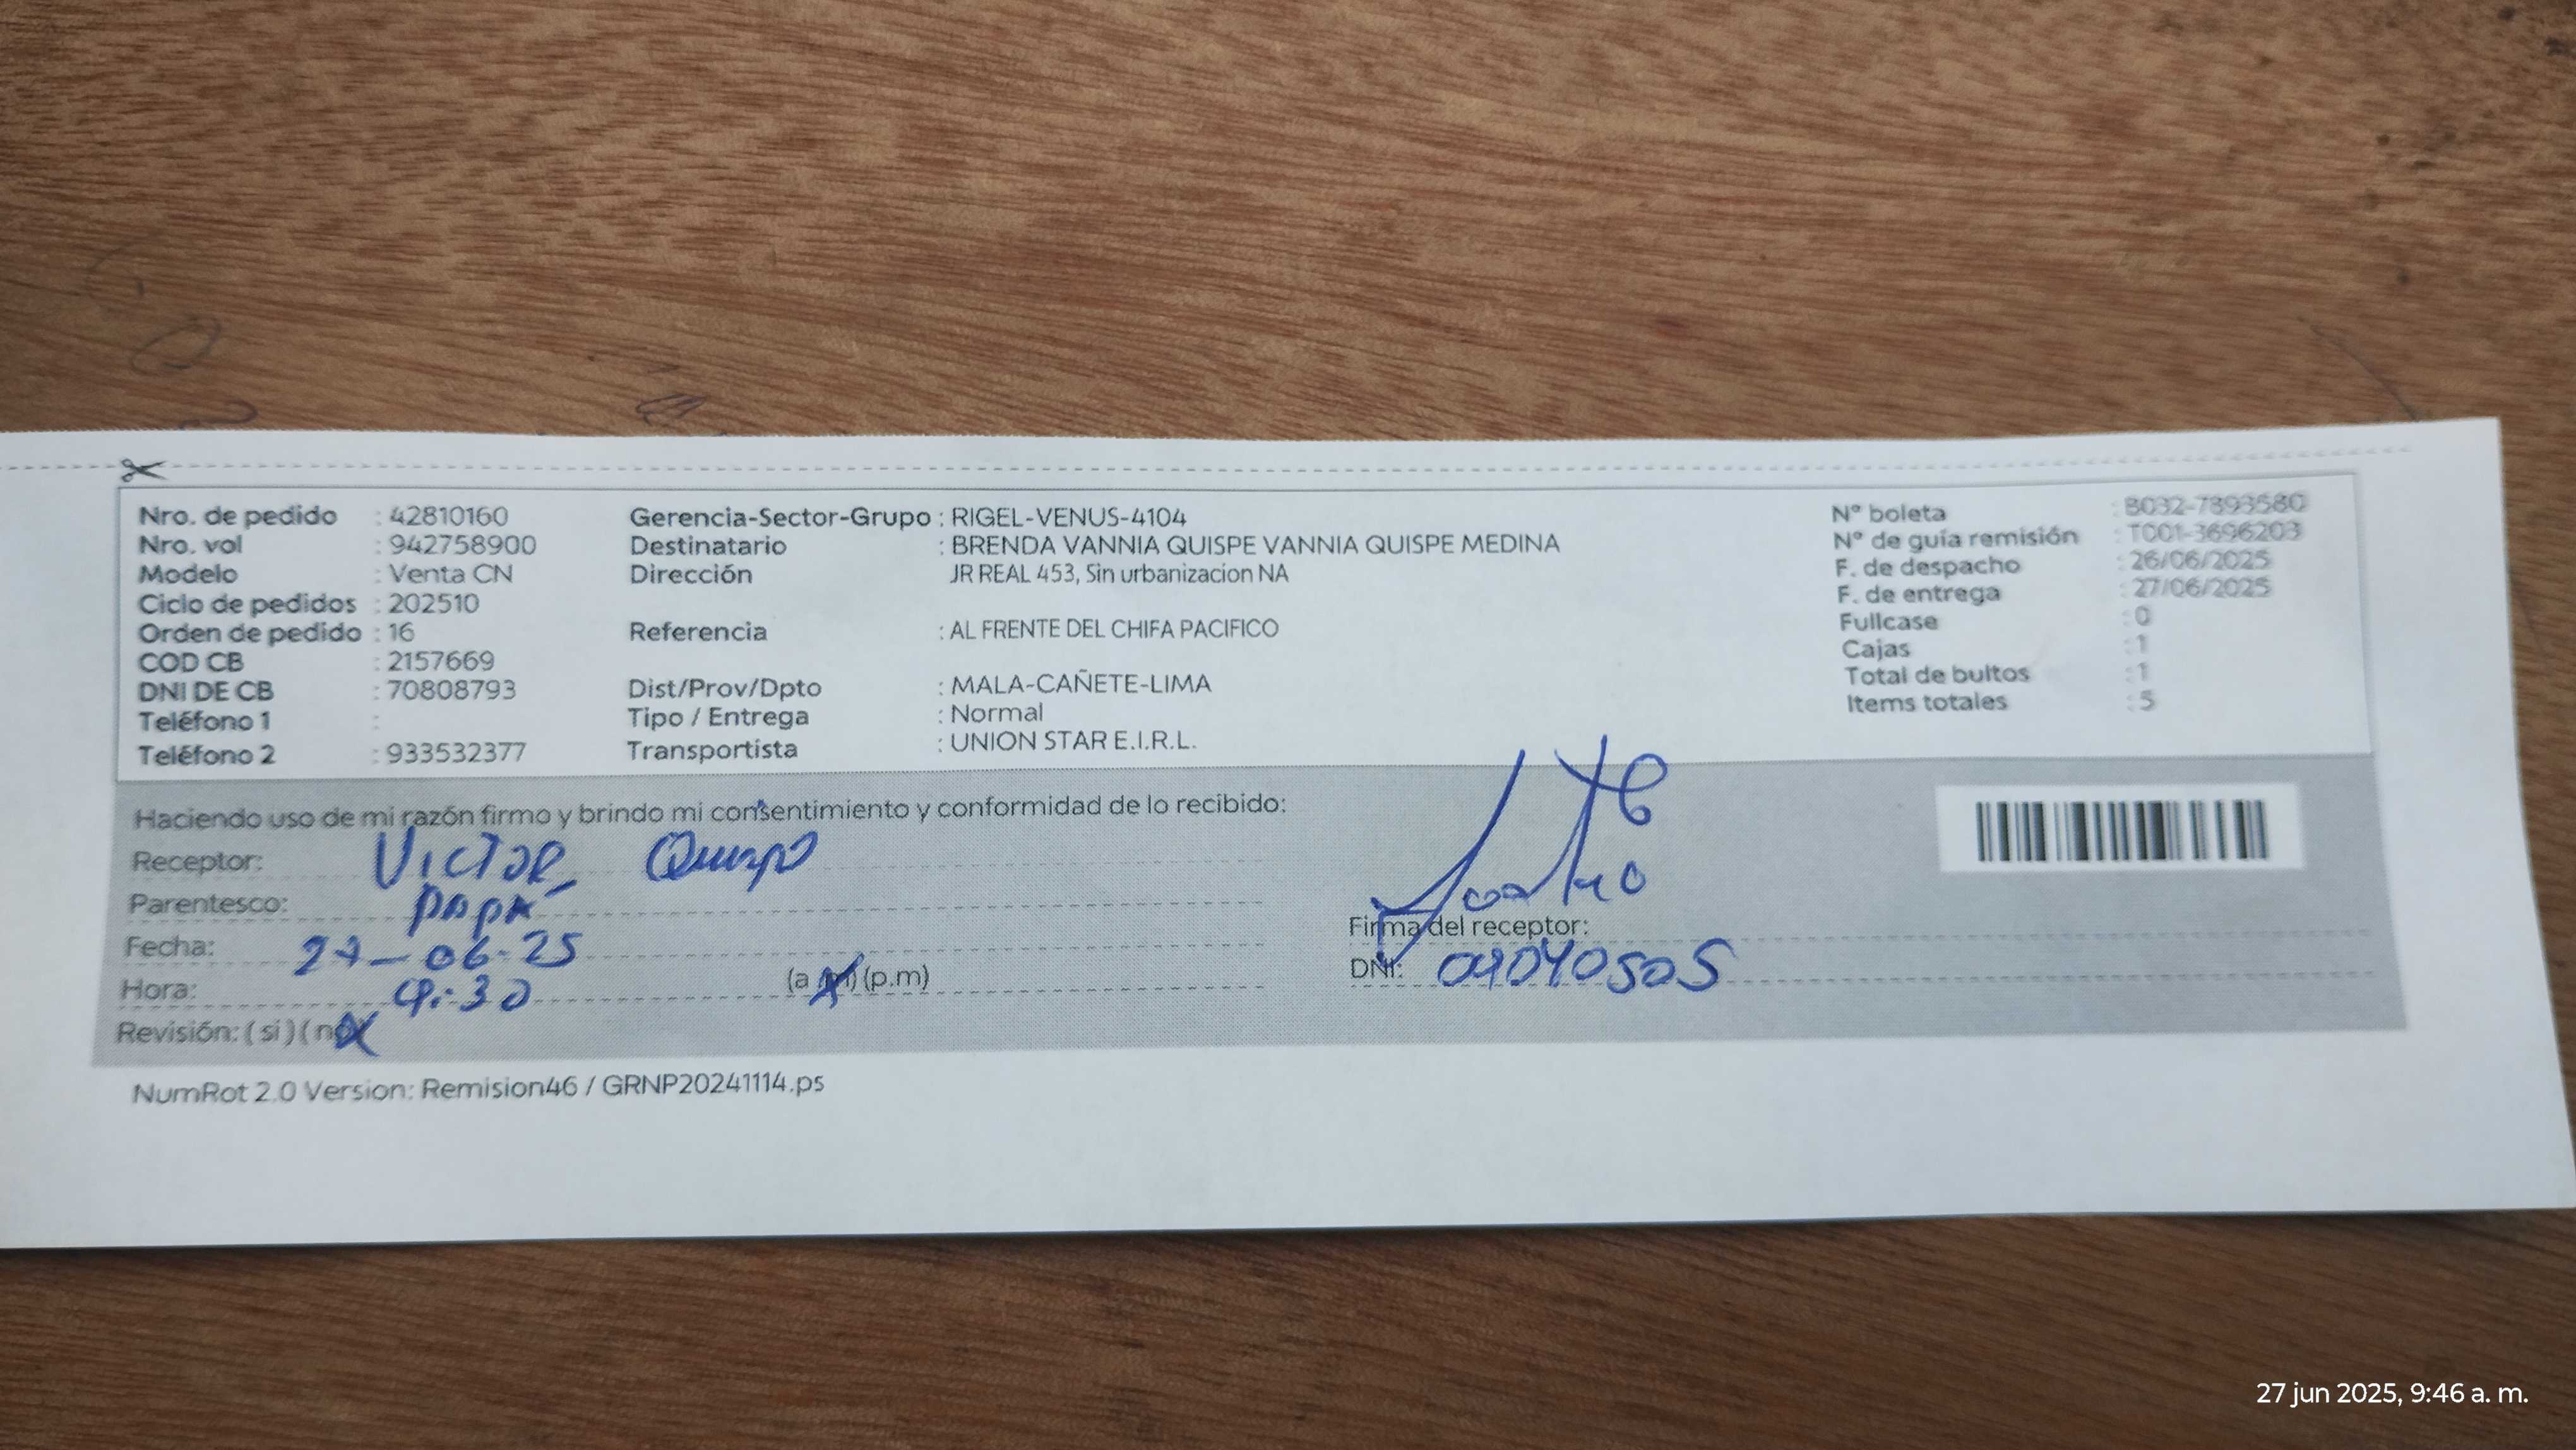 Nro. de pedido : 42810160
Nro. vol : 942758900
Modelo : Venta CN
Ciclo de pedidos : 202510
Orden de pedido : 16
COD CB : 2157669
DNI DE CB : 70808793
Teléfono 1 :
Teléfono 2 : 933532377
Gerencia-Sector-Grupo : RIGEL-VENUS-4104
Destinatario : BRENDA VANNIA QUISPE VANNIA QUISPE MEDINA
Dirección JR REAL 453, Sin urbanizacion NA
Referencia : AL FRENTE DEL CHIFA PACIFICO
Dist/Prov/Dpto : MALA-CAÑETE-LIMA
Tipo / Entrega : Normal
Transportista : UNION STAR E.I.R.L.
N° boleta : B032-7893580
N° de guía remisión : T001-3696203
F. de despacho : 26/06/2025
F. de entrega : 27/06/2025
Fullcase : 0
Cajas : 1
Total de bultos : 1
Items totales : 5
Haciendo uso de mi razón firmo y brindo mi consentimiento y conformidad de lo recibido:
Receptor: VICTOR
Parentesco: PAPA
Fecha: 27-06-25
Hora: 9:30 (a.m) (p.m)
Revisión: ( si ) ( no )
Firma del receptor:
DNI:
NumRot 2.0 Version: Remision46 / GRNP20241114.ps
27 jun 2025, 9:46 a. m.